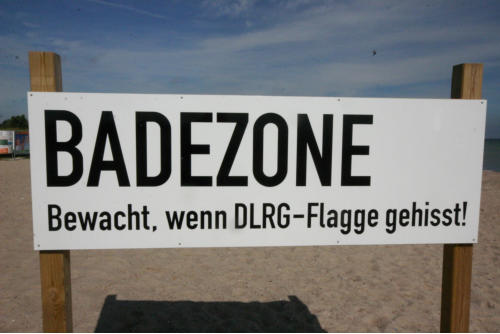 BADEZONE
Bewacht, wenn DLRG-Flagge gehisst!